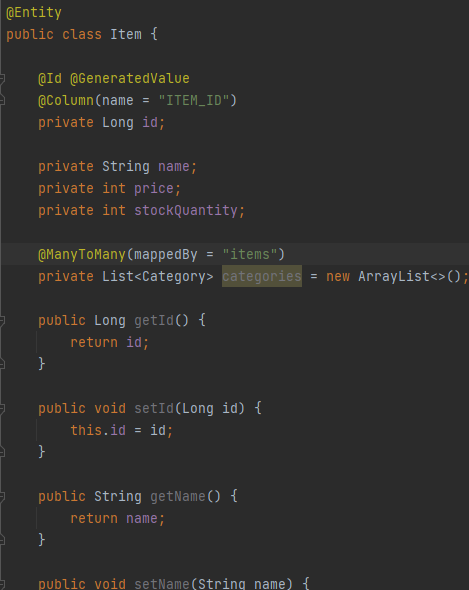 @Entity
public class Item {
@Id @GeneratedValue
@Column(name = "ITEM_ID")
private Long id;
private String name;
private int price;
private int stockQuantity;
@ManyToMany(mappedBy = "items")
private List<Category> categories = new ArrayList<>();
public Long getId() {
return id;
}
public void setId(Long id) {
this.id = id;
}
public String getName() {
return name;
}
public void setName(String name) {